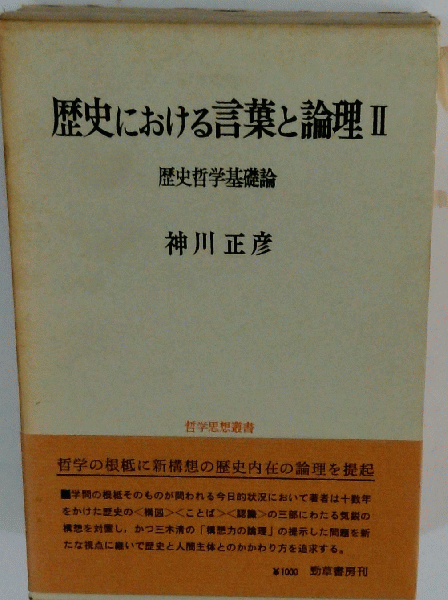 歴史における言葉と論理 II
歴史哲学基礎論
神川正彦
哲学思想叢書
哲学の根柢に新構想の歴史内在の論理を提起
■学問の根柢そのものが問われる今日的状況において著者は十数年
をかけた歴史の<構図><ことば><認識>の三部にわたる気鋭の
構想を対置し、かつ三木清の「構想力の論理」の提示した問題を新
たな視点に磨いて歴史と人間主体とのかかわり方を追求する。
¥1000 勁草書房刊